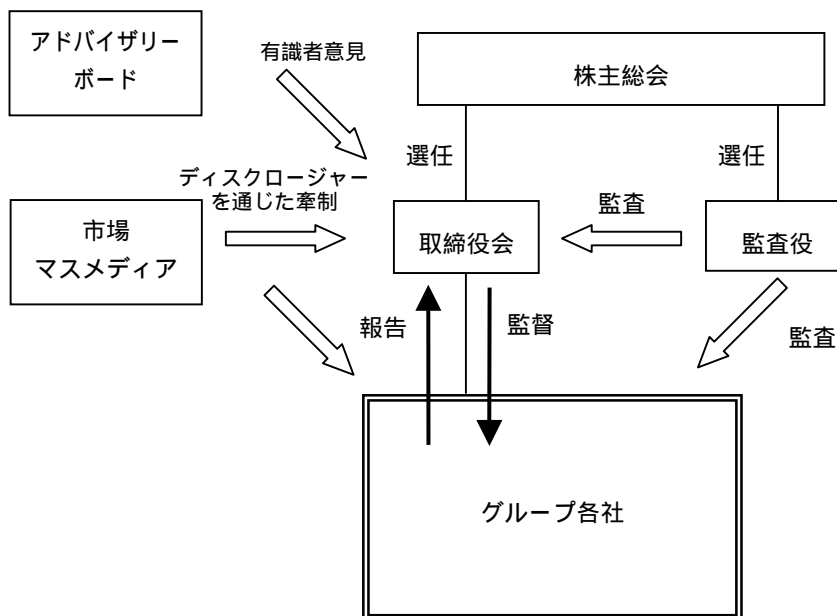 アドバイザリー
ボード
有識者意見
株主総会
選任
選任
ディスクロージャー
を通じた牽制
市場
マスメディア
取締役会
監査
監査役
報告
監督
監査
グループ各社